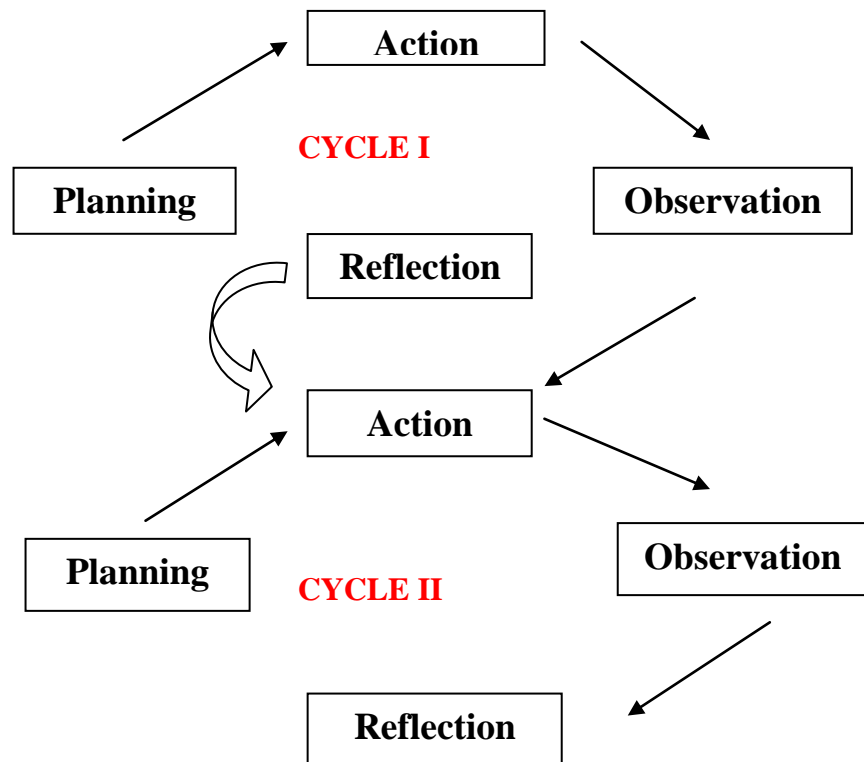 Action
CYCLE I
Planning
Observation
Reflection
Action
Planning
Observation
CYCLE II
Reflection